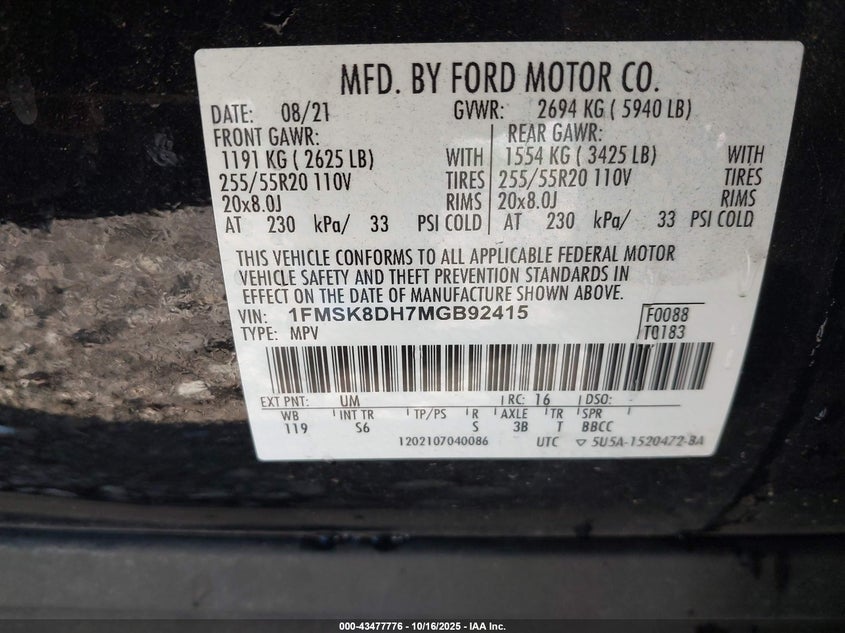 MFD. BY FORD MOTOR CO.
DATE: 08/21 GVWR: 2694 KG ( 5940 LB)
FRONT GAWR: REAR GAWR:
1191 KG ( 2625 LB) WITH 1554 KG ( 3425 LB) WITH
255/55R20 110V TIRES 255/55R20 110V TIRES
20x8.0J RIMS 20x8.0J RIMS
AT 230 kPa/ 33 PSI COLD AT 230 kPa/ 33 PSI COLD
THIS VEHICLE CONFORMS TO ALL APPLICABLE FEDERAL MOTOR
VEHICLE SAFETY AND THEFT PREVENTION STANDARDS IN
EFFECT ON THE DATE OF MANUFACTURE SHOWN ABOVE.
VIN: 1FMSK8DH7MGB92415 F0088
TYPE: MPV T0183
EXT PNT: UM RC: 16 DSO:
WB INT TR TP/PS R AXLE TR SPR
119 S6 S 3B T BBCC
1202107040086 UTC ▽ 5U5A-1520472-BA
000-43477776 - 10/16/2025 - IAA Inc.